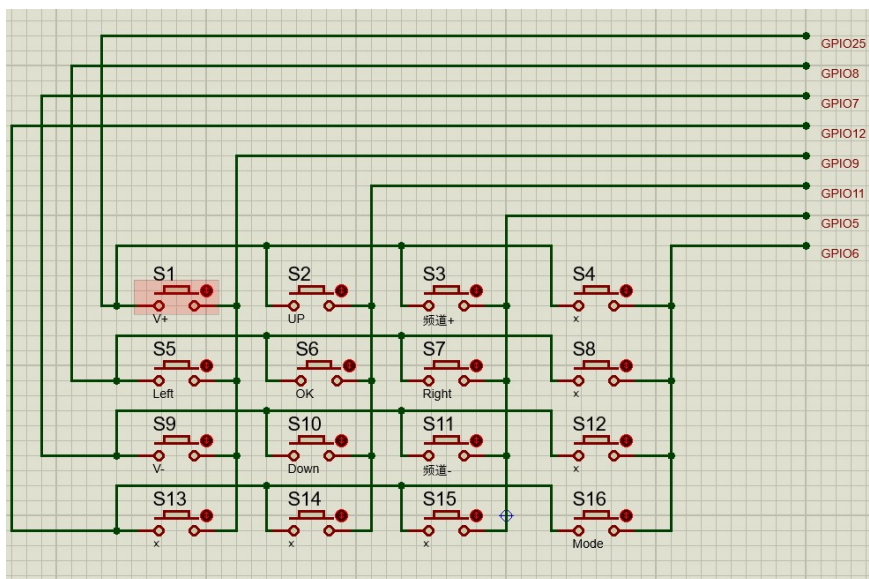 GPIO25
GPIO8
GPIO7
GPIO12
GPIO9
GPIO11
GPIO5
GPIO6
S1 S2 S3 S4
V+ UP 频道+ x
S5 S6 S7 S8
Left OK Right x
S9 S10 S11 S12
V- Down 频道- x
S13 S14 S15 S16
x x x Mode